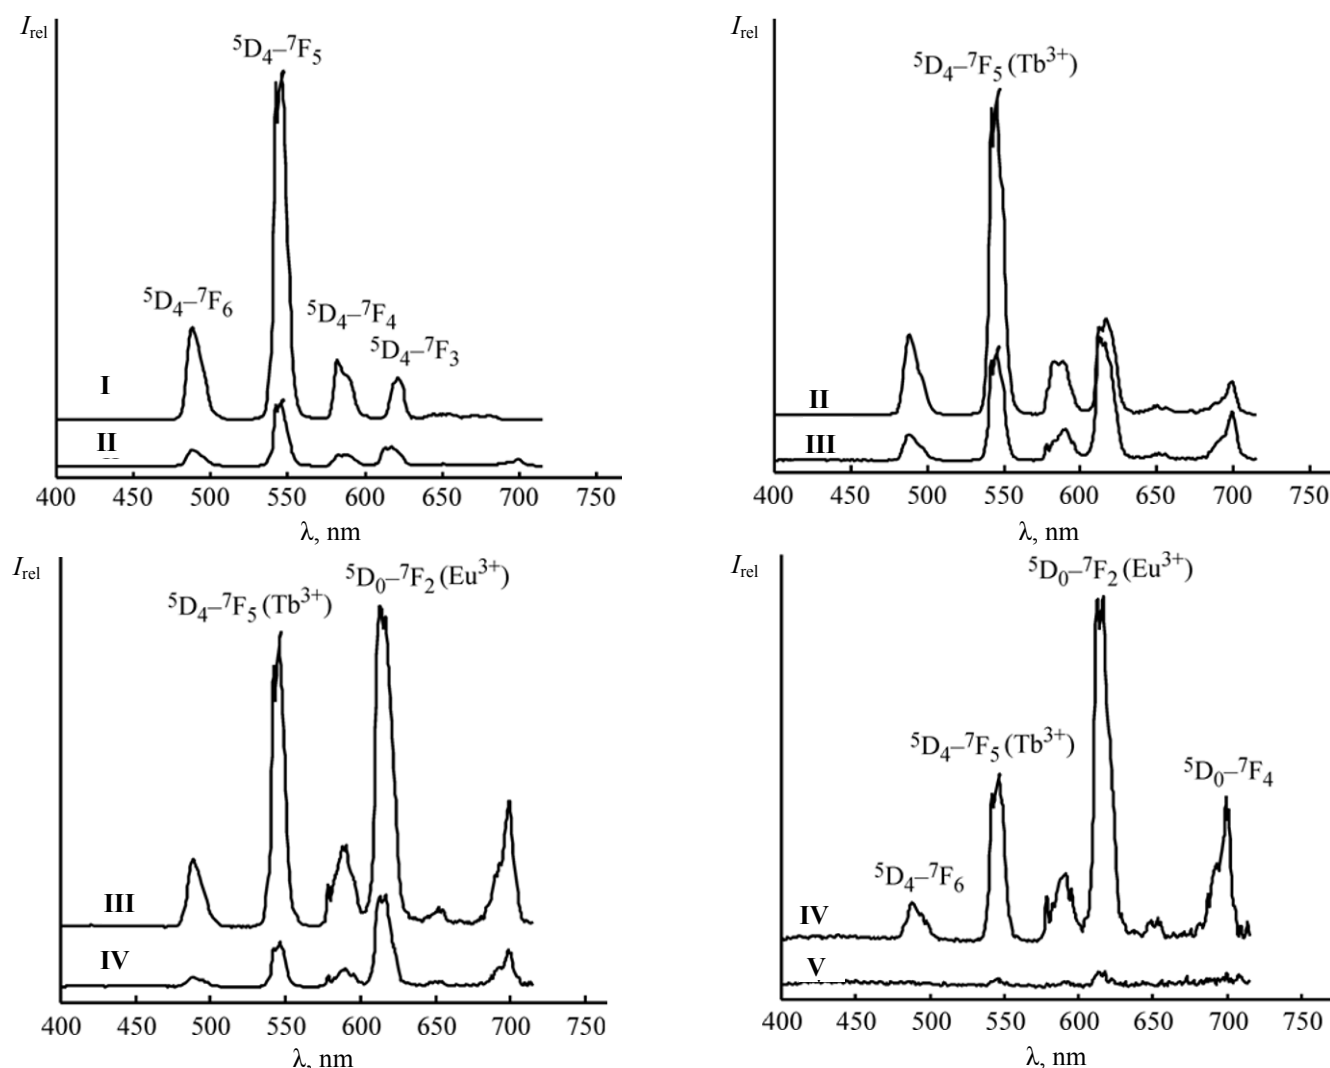 I_rel
⁵D₄–⁷F₅
⁵D₄–⁷F₆
⁵D₄–⁷F₄
⁵D₄–⁷F₃
I
II
400 450 500 550 600 650 700 750
λ, nm
I_rel
⁵D₄–⁷F₅ (Tb³⁺)
II
III
400 450 500 550 600 650 700 750
λ, nm
I_rel
⁵D₀–⁷F₂ (Eu³⁺)
⁵D₄–⁷F₅ (Tb³⁺)
III
IV
400 450 500 550 600 650 700 750
λ, nm
I_rel
⁵D₀–⁷F₂ (Eu³⁺)
⁵D₄–⁷F₅ (Tb³⁺)
⁵D₀–⁷F₄
⁵D₄–⁷F₆
IV
V
400 450 500 550 600 650 700 750
λ, nm